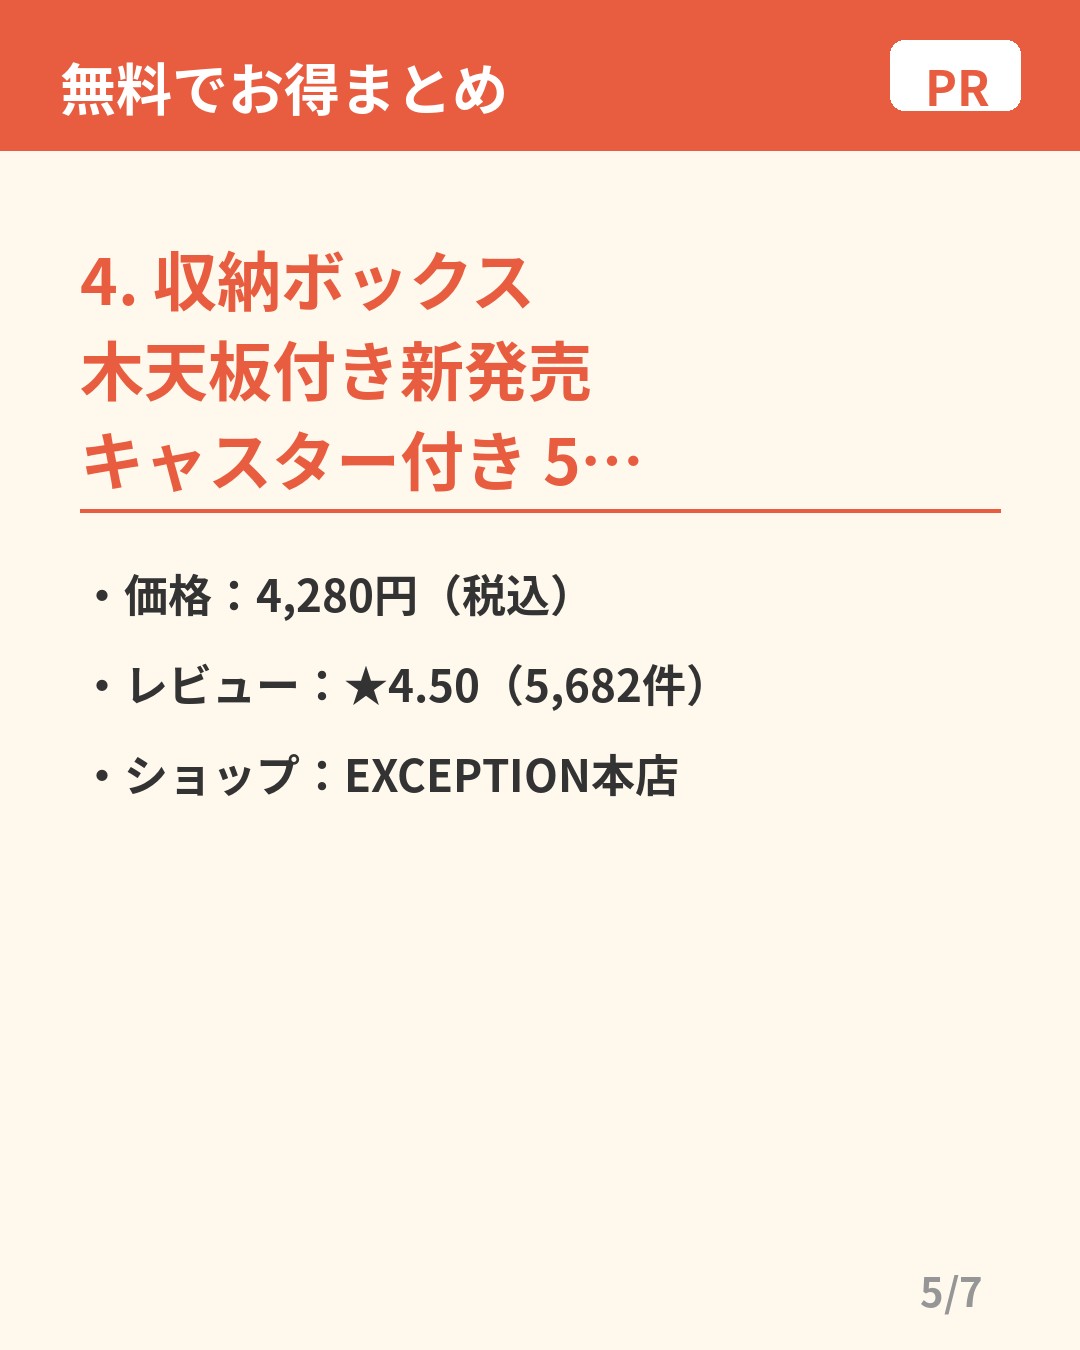 無料でお得まとめ
PR
4. 収納ボックス
木天板付き新発売
キャスター付き 5…
・価格：4,280円（税込）
・レビュー：★4.50（5,682件）
・ショップ：EXCEPTION本店
5/7